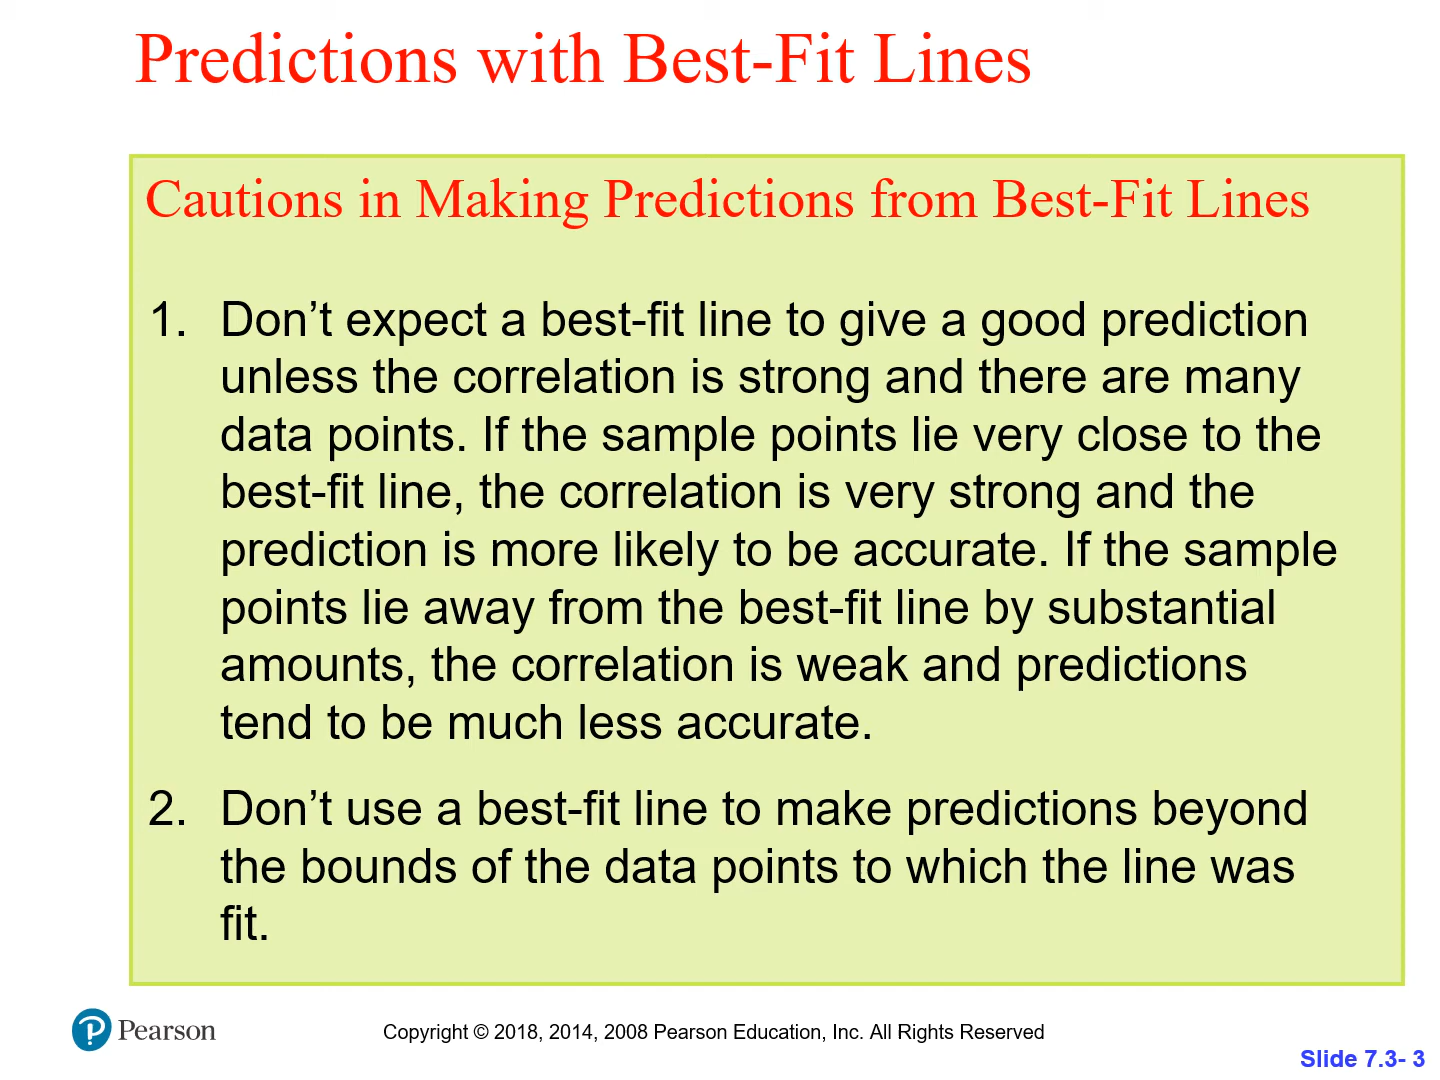 Predictions with Best-Fit Lines
Cautions in Making Predictions from Best-Fit Lines
1. Don’t expect a best-fit line to give a good prediction
unless the correlation is strong and there are many
data points. If the sample points lie very close to the
best-fit line, the correlation is very strong and the
prediction is more likely to be accurate. If the sample
points lie away from the best-fit line by substantial
amounts, the correlation is weak and predictions
tend to be much less accurate.
2. Don’t use a best-fit line to make predictions beyond
the bounds of the data points to which the line was
fit.
Pearson
Copyright © 2018, 2014, 2008 Pearson Education, Inc. All Rights Reserved
Slide 7.3- 3